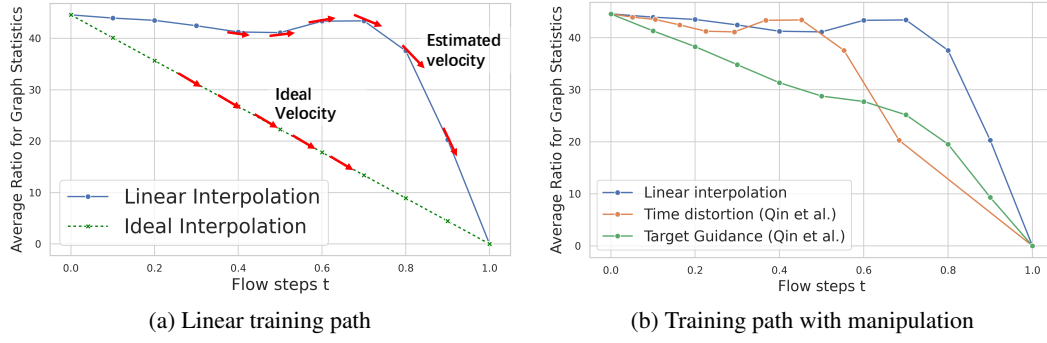 Average Ratio for Graph Statistics
40
30
20
10
0
Estimated
velocity
Ideal
Velocity
Linear Interpolation
Ideal Interpolation
0.0 0.2 0.4 0.6 0.8 1.0
Flow steps t
(a) Linear training path
Average Ratio for Graph Statistics
40
30
20
10
0
Linear interpolation
Time distortion (Qin et al.)
Target Guidance (Qin et al.)
0.0 0.2 0.4 0.6 0.8 1.0
Flow steps t
(b) Training path with manipulation